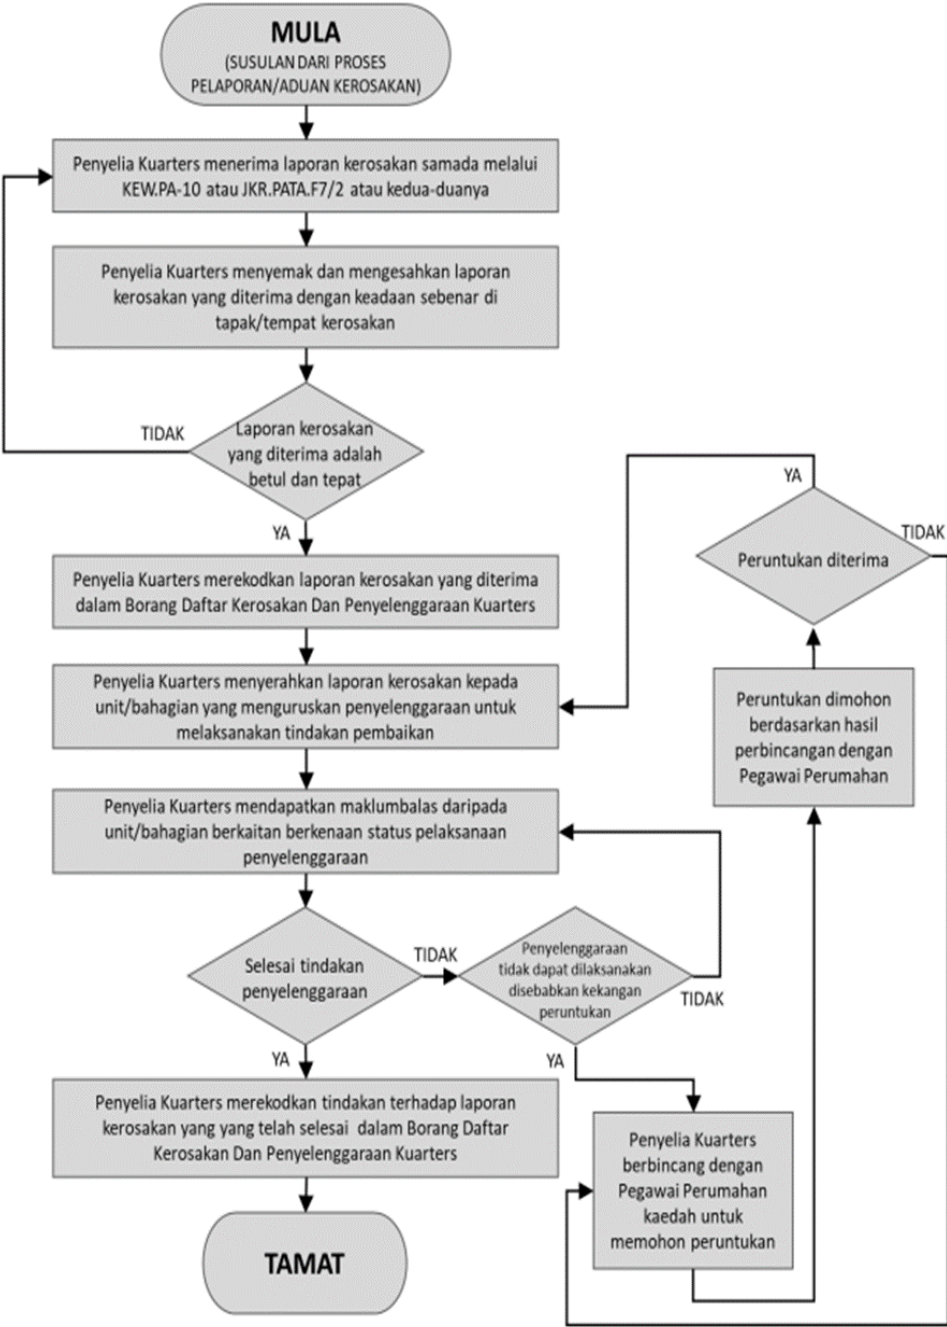 MULA
(SUSULAN DARI PROSES
PELAPORAN/ADUAN KEROSAKAN)
Penyelia Kuarters menerima laporan kerosakan samada melalui
KEW.PA-10 atau JKR.PATA.F7/2 atau kedua-duanya
Penyelia Kuarters menyemak dan mengesahkan laporan
kerosakan yang diterima dengan keadaan sebenar di
tapak/tempat kerosakan
Laporan kerosakan
yang diterima adalah
betul dan tepat
TIDAK
YA
Penyelia Kuarters merekodkan laporan kerosakan yang diterima
dalam Borang Daftar Kerosakan Dan Penyelenggaraan Kuarters
Penyelia Kuarters menyerahkan laporan kerosakan kepada
unit/bahagian yang menguruskan penyelenggaraan untuk
melaksanakan tindakan pembaikan
Penyelia Kuarters mendapatkan maklumbalas daripada
unit/bahagian berkaitan berkenaan status pelaksanaan
penyelenggaraan
Selesai tindakan
penyelenggaraan
TIDAK
YA
Penyelenggaraan
tidak dapat dilaksanakan
disebabkan kekangan
peruntukan
TIDAK
YA
Penyelia Kuarters
berbincang dengan
Pegawai Perumahan
kaedah untuk
memohon peruntukan
Peruntukan dimohon
berdasarkan hasil
perbincangan dengan
Pegawai Perumahan
Peruntukan diterima
YA
TIDAK
Penyelia Kuarters merekodkan tindakan terhadap laporan
kerosakan yang yang telah selesai dalam Borang Daftar
Kerosakan Dan Penyelenggaraan Kuarters
TAMAT